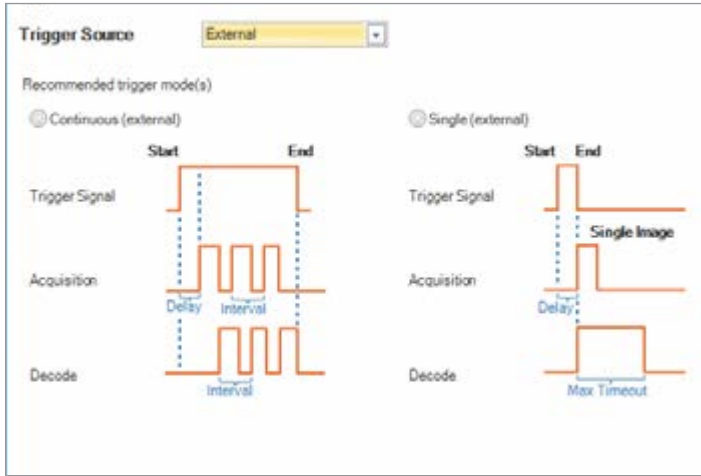 Trigger Source External
Recommended trigger mode(s)
Continuous (external)
Start End
Trigger Signal
Acquisition
Delay Interval
Decode
Interval
Single (external)
Start End
Trigger Signal
Single Image
Acquisition
Delay
Decode
Max Timeout